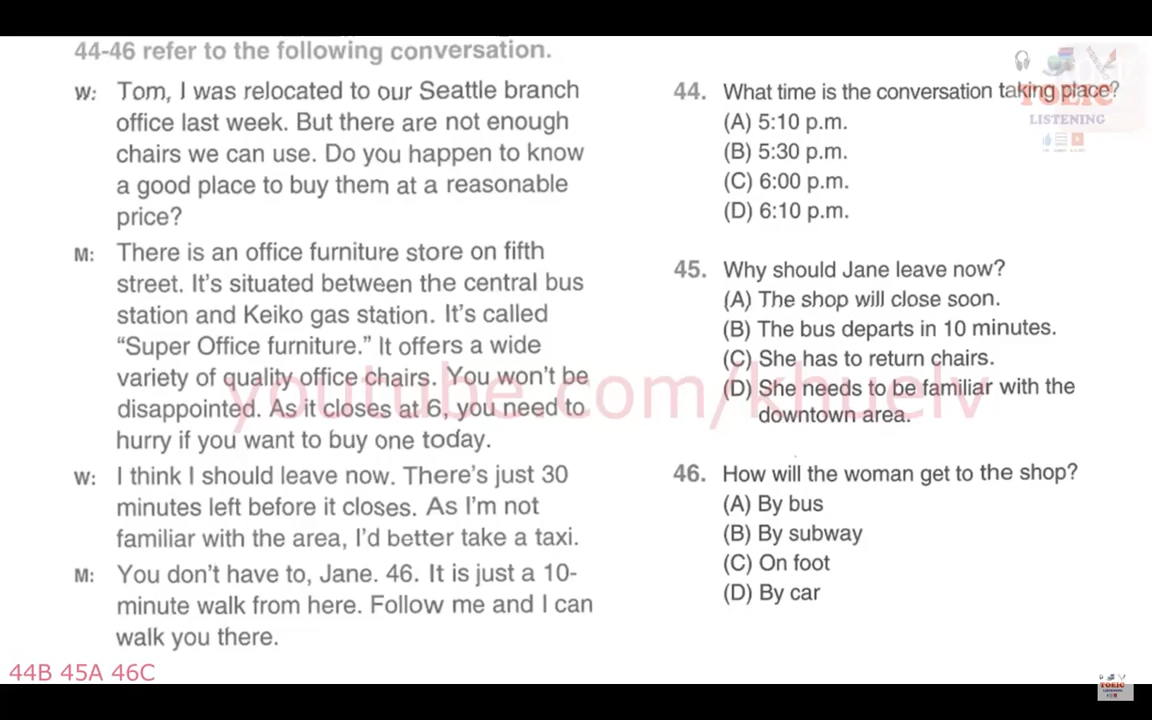 44-46 refer to the following conversation.
W: Tom, I was relocated to our Seattle branch
office last week. But there are not enough
chairs we can use. Do you happen to know
a good place to buy them at a reasonable
price?
M: There is an office furniture store on fifth
street. It's situated between the central bus
station and Keiko gas station. It's called
“Super Office furniture.” It offers a wide
variety of quality office chairs. You won't be
disappointed. As it closes at 6, you need to
hurry if you want to buy one today.
W: I think I should leave now. There's just 30
minutes left before it closes. As I'm not
familiar with the area, I'd better take a taxi.
M: You don't have to, Jane. 46. It is just a 10-
minute walk from here. Follow me and I can
walk you there.
44B 45A 46C
44. What time is the conversation taking place?
(A) 5:10 p.m.
(B) 5:30 p.m.
(C) 6:00 p.m.
(D) 6:10 p.m.
45. Why should Jane leave now?
(A) The shop will close soon.
(B) The bus departs in 10 minutes.
(C) She has to return chairs.
(D) She needs to be familiar with the
downtown area.
46. How will the woman get to the shop?
(A) By bus
(B) By subway
(C) On foot
(D) By car
youtube.com/khuelv
TOEIC
LISTENING
TOEIC
LISTENING